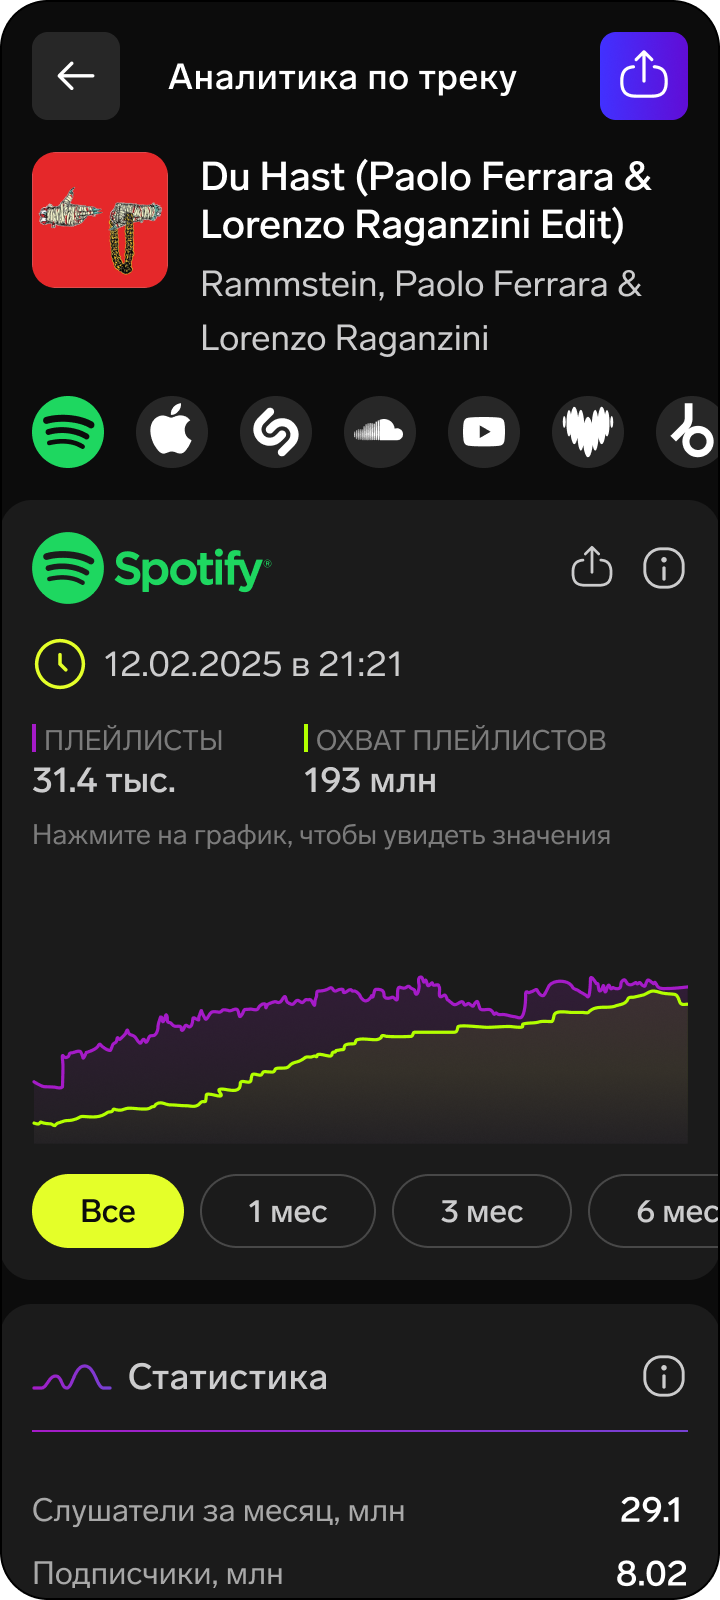 Аналитика по треку
Du Hast (Paolo Ferrara &
Lorenzo Raganzini Edit)
Rammstein, Paolo Ferrara &
Lorenzo Raganzini
Spotify®
12.02.2025 в 21:21
ПЛЕЙЛИСТЫ ОХВАТ ПЛЕЙЛИСТОВ
31.4 тыс. 193 млн
Нажмите на график, чтобы увидеть значения
Все 1 мес 3 мес 6 мес
Статистика
Слушатели за месяц, млн 29.1
Подписчики, млн 8.02